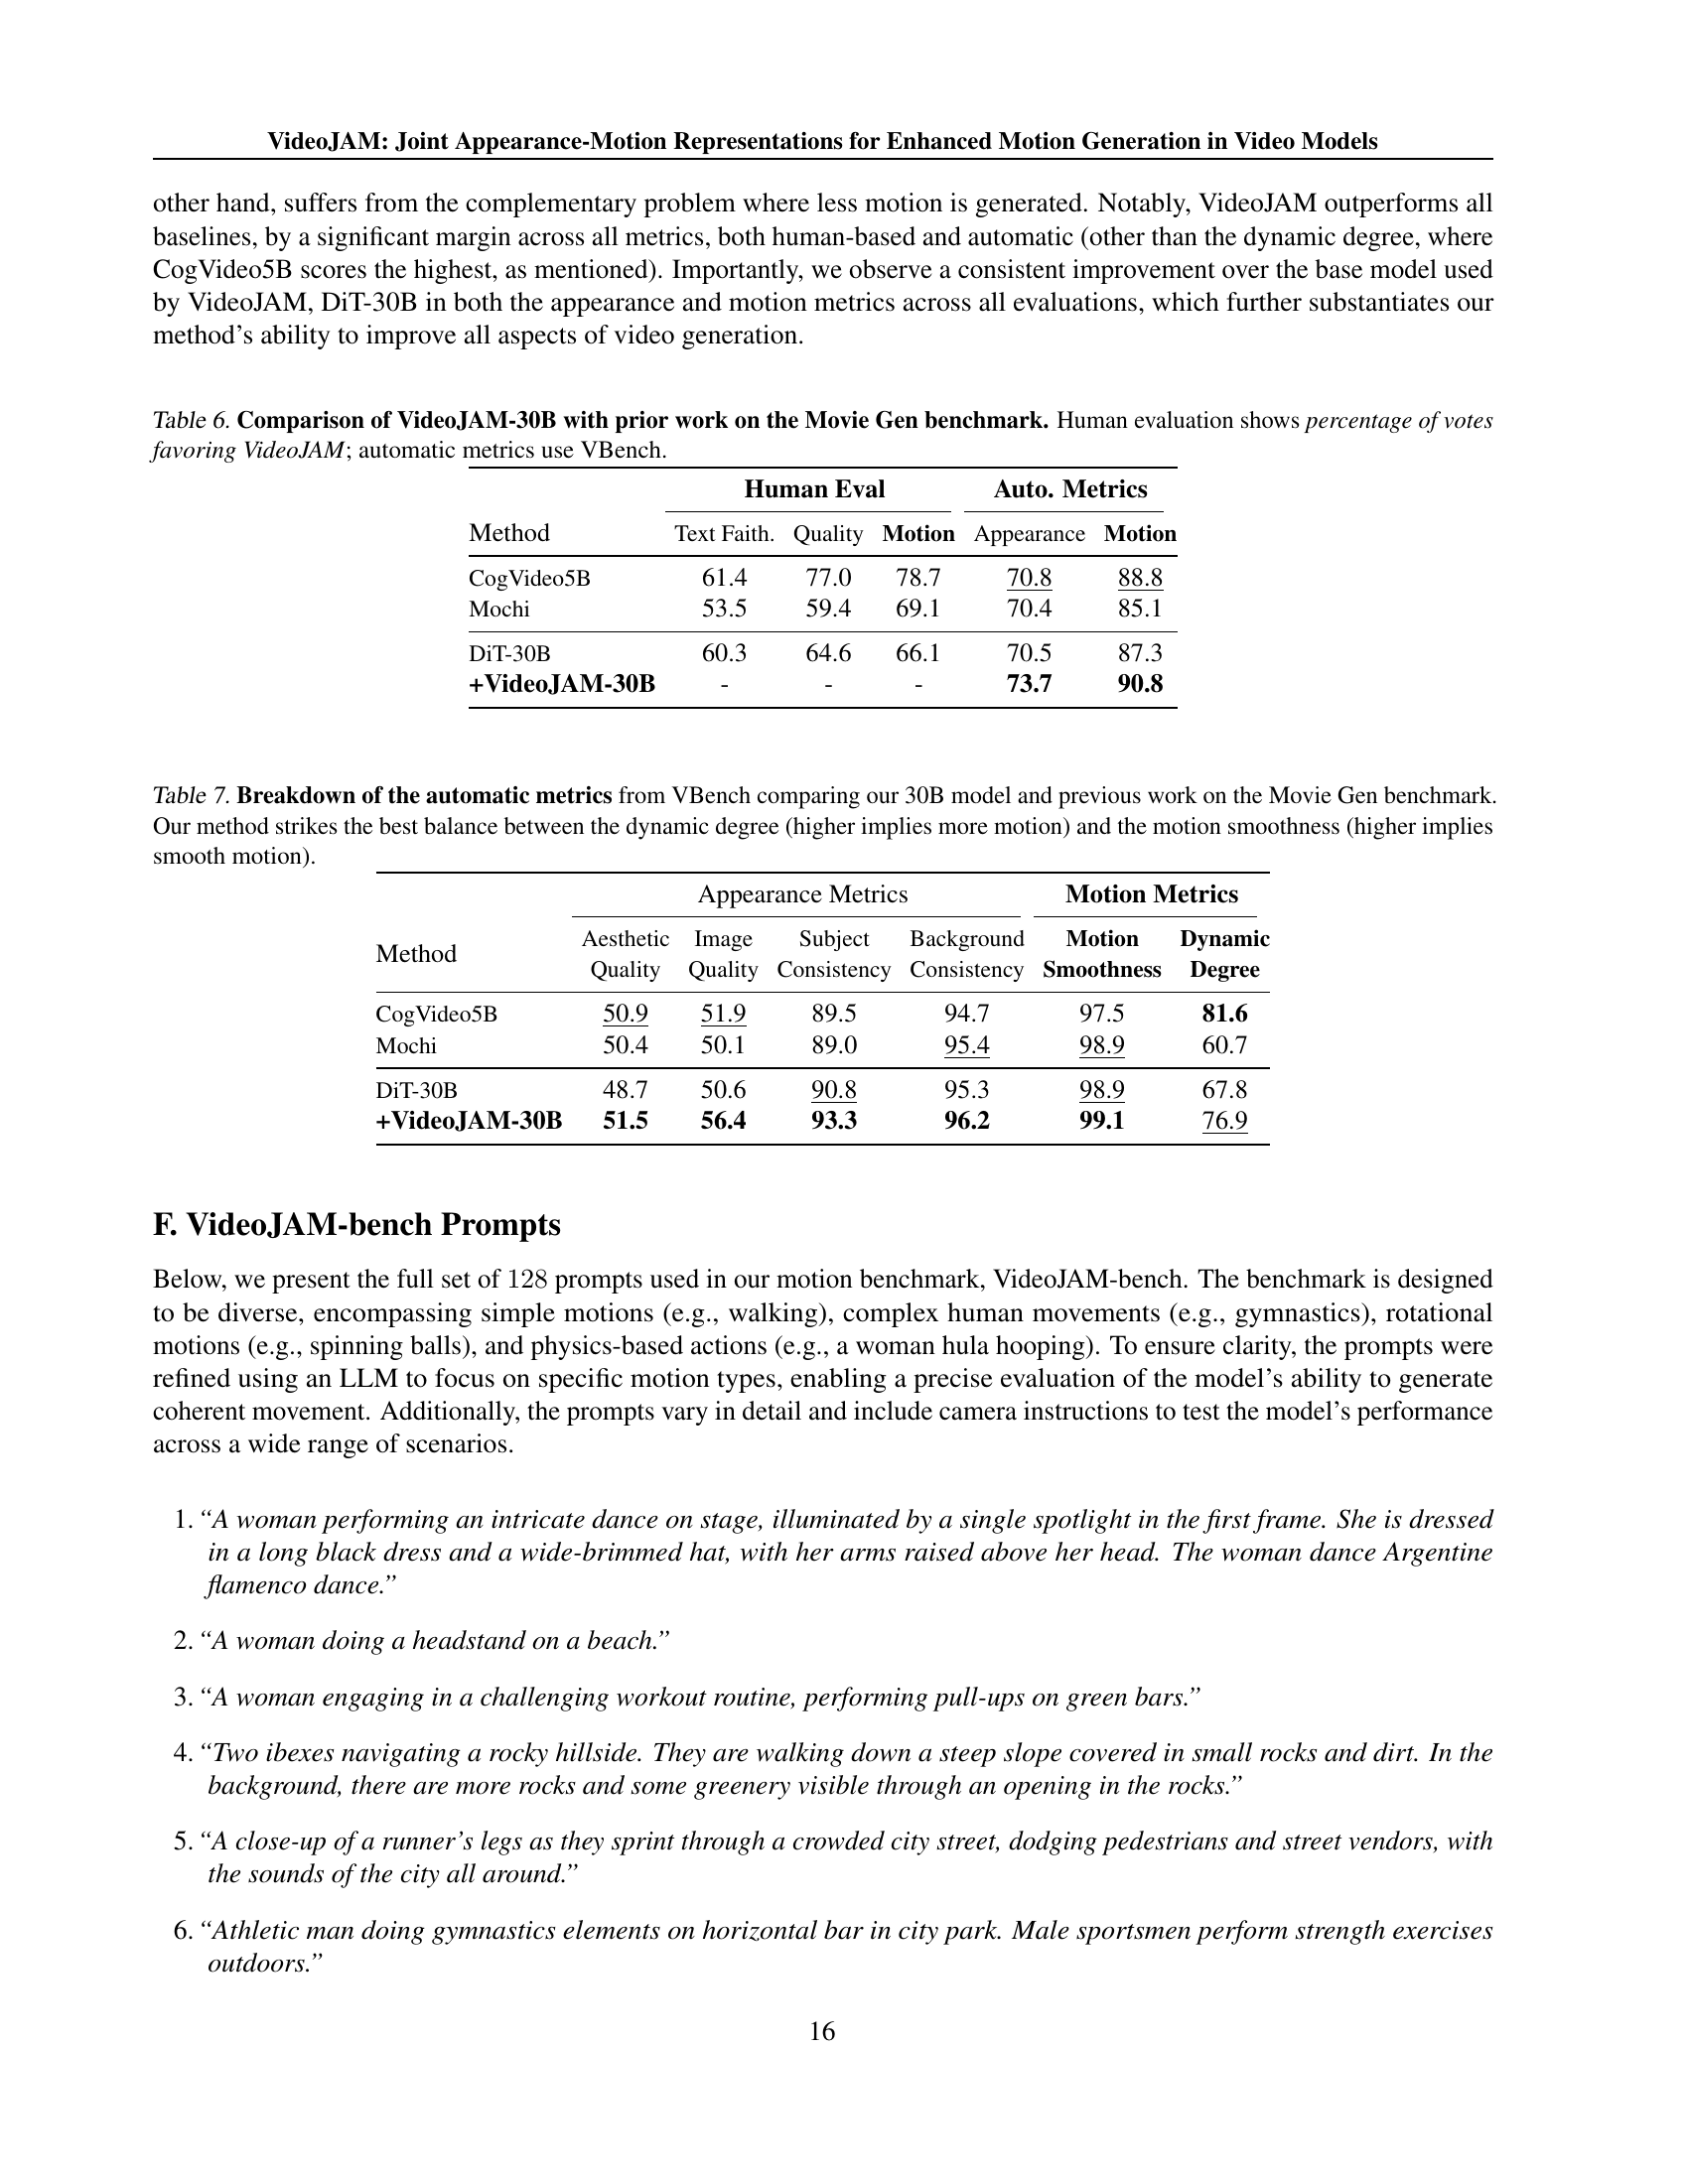 VideoJAM: Joint Appearance-Motion Representations for Enhanced Motion Generation in Video Models
other hand, suffers from the complementary problem where less motion is generated. Notably, VideoJAM outperforms all
baselines, by a significant margin across all metrics, both human-based and automatic (other than the dynamic degree, where
CogVideo5B scores the highest, as mentioned). Importantly, we observe a consistent improvement over the base model used
by VideoJAM, DiT-30B in both the appearance and motion metrics across all evaluations, which further substantiates our
method's ability to improve all aspects of video generation.
Table 6. Comparison of VideoJAM-30B with prior work on the Movie Gen benchmark. Human evaluation shows percentage of votes
favoring VideoJAM; automatic metrics use VBench.
Human Eval Auto. Metrics
Method Text Faith. Quality Motion Appearance Motion
CogVideo5B 61.4 77.0 78.7 70.8 88.8
Mochi 53.5 59.4 69.1 70.4 85.1
DiT-30B 60.3 64.6 66.1 70.5 87.3
+VideoJAM-30B - - - 73.7 90.8
Table 7. Breakdown of the automatic metrics from VBench comparing our 30B model and previous work on the Movie Gen benchmark.
Our method strikes the best balance between the dynamic degree (higher implies more motion) and the motion smoothness (higher implies
smooth motion).
Appearance Metrics Motion Metrics
Method Aesthetic Image Subject Background Motion Dynamic
Quality Quality Consistency Consistency Smoothness Degree
CogVideo5B 50.9 51.9 89.5 94.7 97.5 81.6
Mochi 50.4 50.1 89.0 95.4 98.9 60.7
DiT-30B 48.7 50.6 90.8 95.3 98.9 67.8
+VideoJAM-30B 51.5 56.4 93.3 96.2 99.1 76.9
F. VideoJAM-bench Prompts
Below, we present the full set of 128 prompts used in our motion benchmark, VideoJAM-bench. The benchmark is designed
to be diverse, encompassing simple motions (e.g., walking), complex human movements (e.g., gymnastics), rotational
motions (e.g., spinning balls), and physics-based actions (e.g., a woman hula hooping). To ensure clarity, the prompts were
refined using an LLM to focus on specific motion types, enabling a precise evaluation of the model's ability to generate
coherent movement. Additionally, the prompts vary in detail and include camera instructions to test the model's performance
across a wide range of scenarios.
1. “A woman performing an intricate dance on stage, illuminated by a single spotlight in the first frame. She is dressed
in a long black dress and a wide-brimmed hat, with her arms raised above her head. The woman dance Argentine
flamenco dance.”
2. “A woman doing a headstand on a beach.”
3. “A woman engaging in a challenging workout routine, performing pull-ups on green bars.”
4. “Two ibexes navigating a rocky hillside. They are walking down a steep slope covered in small rocks and dirt. In the
background, there are more rocks and some greenery visible through an opening in the rocks.”
5. “A close-up of a runner's legs as they sprint through a crowded city street, dodging pedestrians and street vendors, with
the sounds of the city all around.”
6. “Athletic man doing gymnastics elements on horizontal bar in city park. Male sportsmen perform strength exercises
outdoors.”
16